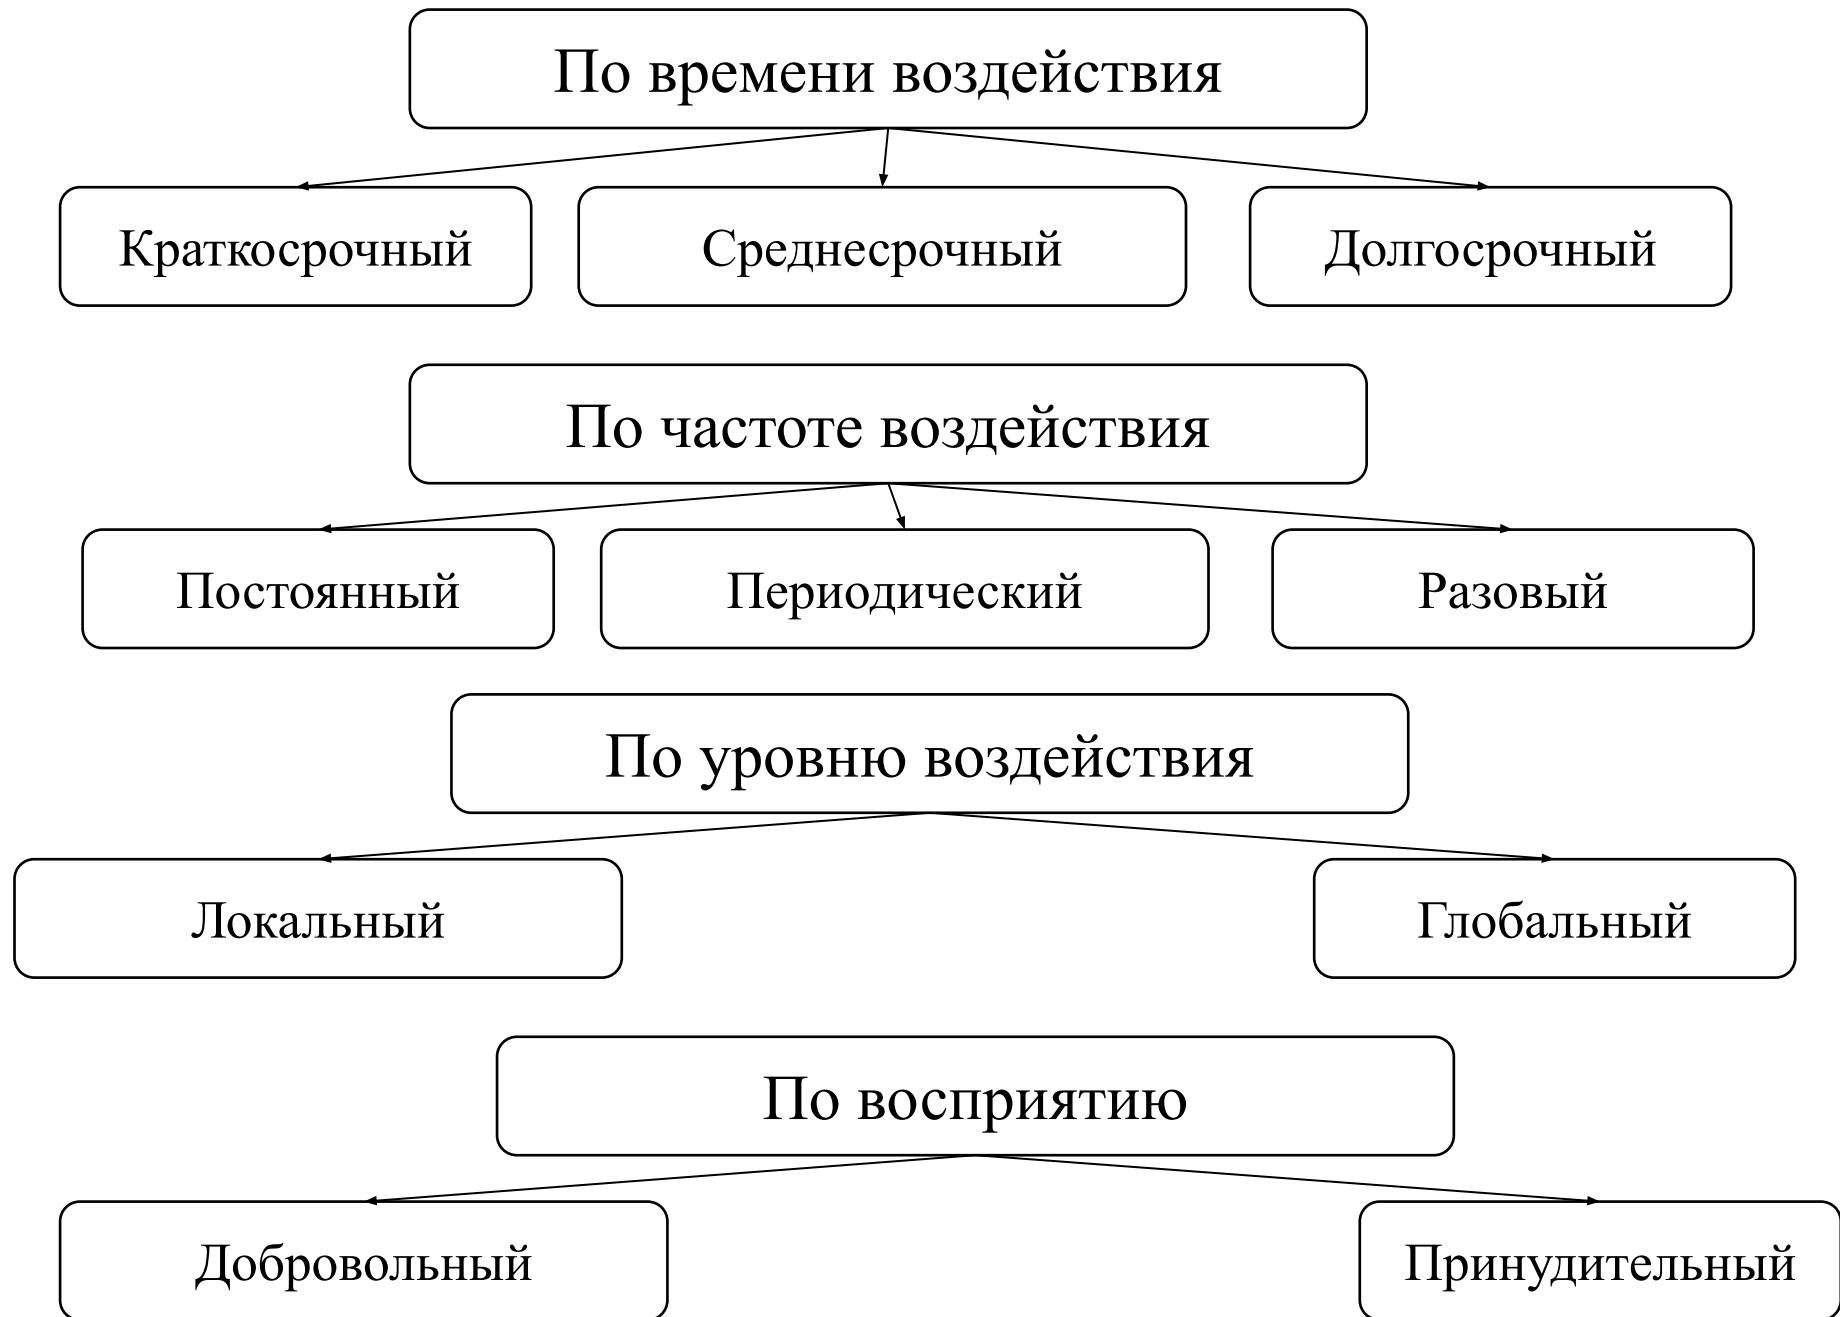 По времени воздействия
Краткосрочный
Среднесрочный
Долгосрочный
По частоте воздействия
Постоянный
Периодический
Разовый
По уровню воздействия
Локальный
Глобальный
По восприятию
Добровольный
Принудительный